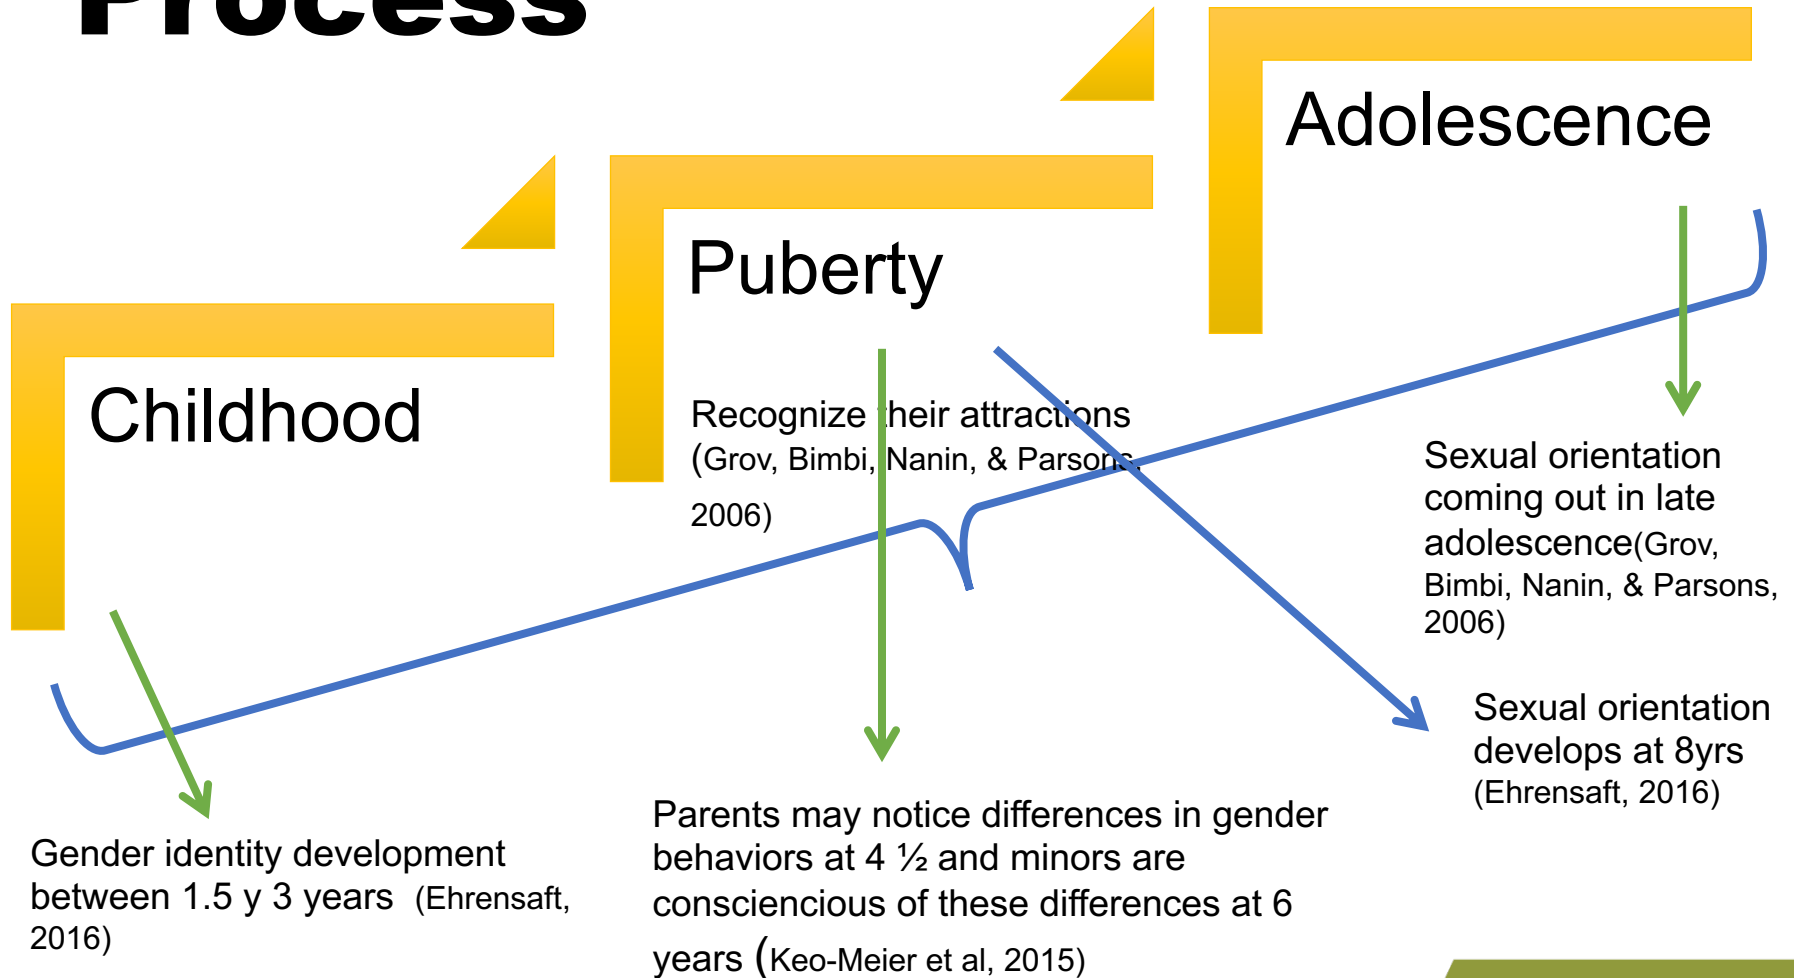 Process
Adolescence
Puberty
Childhood
Recognize their attractions
(Grov, Bimbi, Nanin, & Parsons,
2006)
Sexual orientation
coming out in late
adolescence(Grov,
Bimbi, Nanin, & Parsons,
2006)
Sexual orientation
develops at 8yrs
(Ehrensaft, 2016)
Parents may notice differences in gender
behaviors at 4 ½ and minors are
consciencious of these differences at 6
years (Keo-Meier et al, 2015)
Gender identity development
between 1.5 y 3 years (Ehrensaft,
2016)